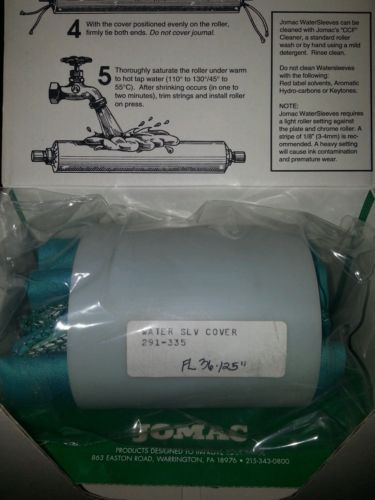 4 With the cover positioned evenly on the roller,
firmly tie both ends. Do not cover journal.
5 Thoroughly saturate the roller under warm
to hot tap water (110° to 130°/45° to
55°C). After shrinking occurs (in one to
two minutes), trim strings and install roller
on press.
Jomac WaterSleeves can be
cleaned with Jomac's "CCF"
Cleaner, a standard roller
wash or by hand using a mild
detergent. Rinse clean.
Do not clean Watersleeves
with the following:
Red label solvents, Aromatic
Hydro-carbons or Keytones.
NOTE:
Jomac WaterSleeves requires
a light roller setting against
the plate and chrome roller. A
stripe of 1/8" (3-4mm) is rec-
ommended. A heavy setting
will cause ink contamination
and premature wear.
WATER SLV COVER
291-335
FL 36.125"
JOMAC
PRODUCTS DESIGNED TO IMPROVE
863 EASTON ROAD, WARRINGTON, PA 18976 • 215-343-0800